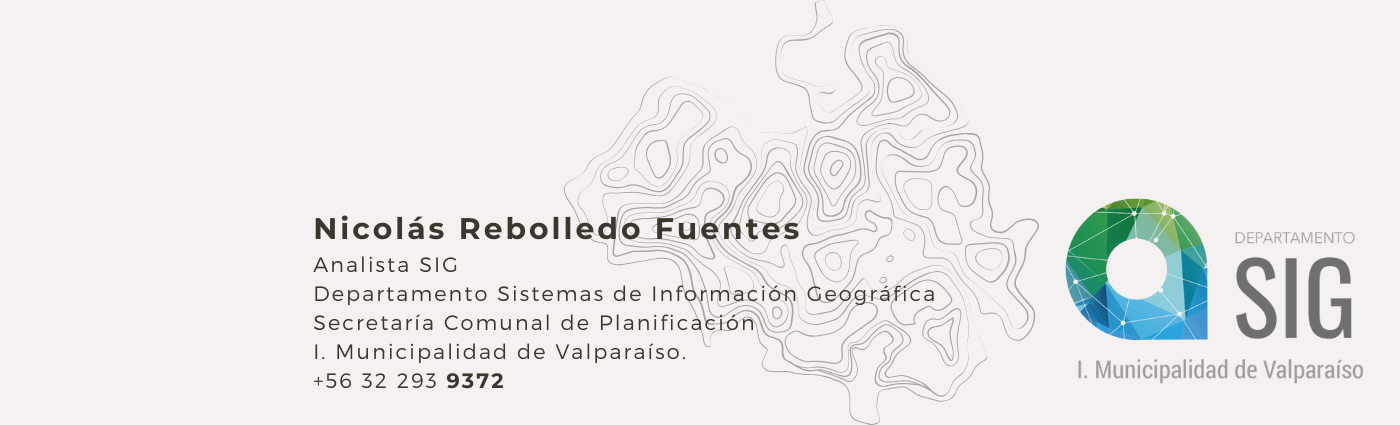 Nicolás Rebolledo Fuentes
Analista SIG
Departamento Sistemas de Información Geográfica
Secretaría Comunal de Planificación
I. Municipalidad de Valparaíso.
+56 32 293 9372
DEPARTAMENTO
SIG
I. Municipalidad de Valparaíso